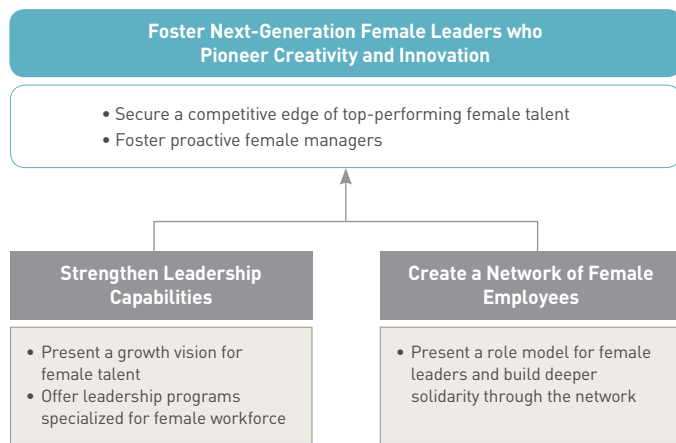 Foster Next-Generation Female Leaders who
Pioneer Creativity and Innovation
• Secure a competitive edge of top-performing female talent
• Foster proactive female managers
Strengthen Leadership
Capabilities
• Present a growth vision for
female talent
• Offer leadership programs
specialized for female workforce
Create a Network of Female
Employees
• Present a role model for female
leaders and build deeper
solidarity through the network